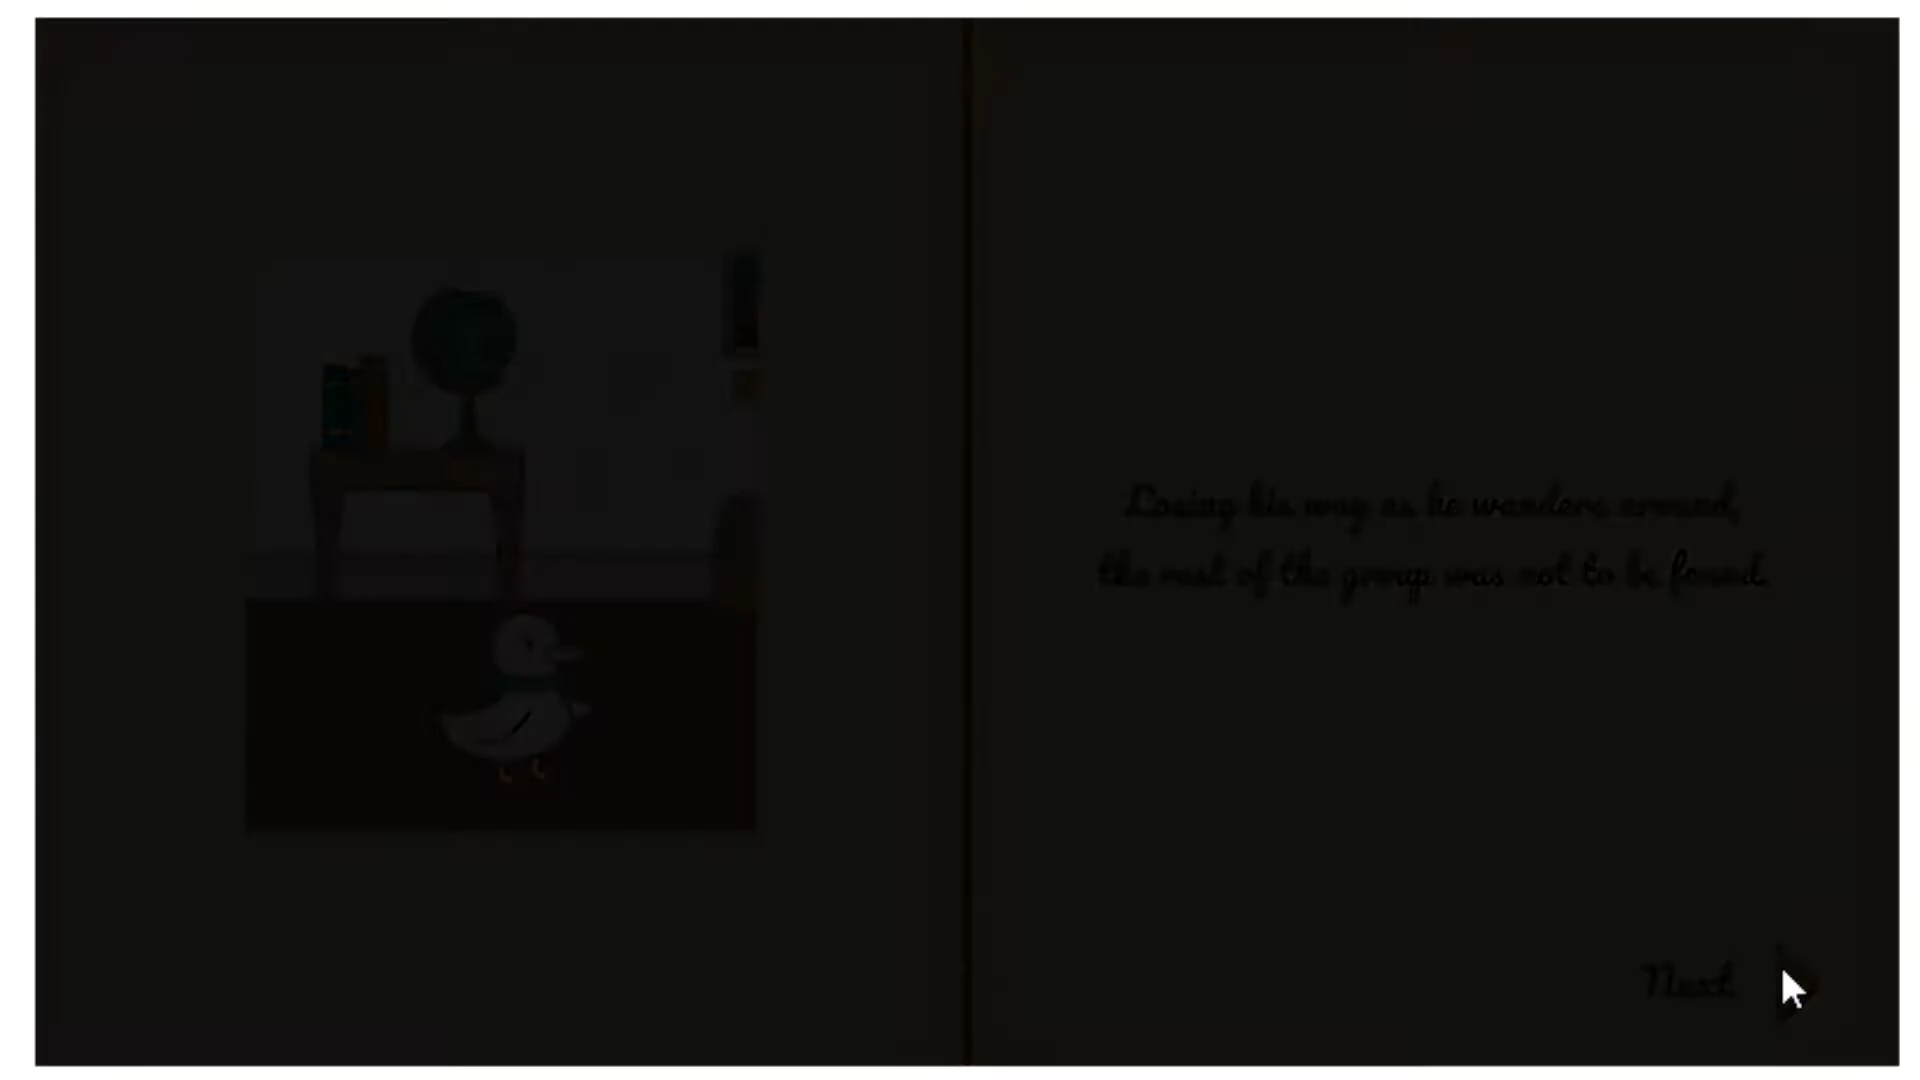 Losing his way as he wanders around,
the rest of the group was not to be found.
Next